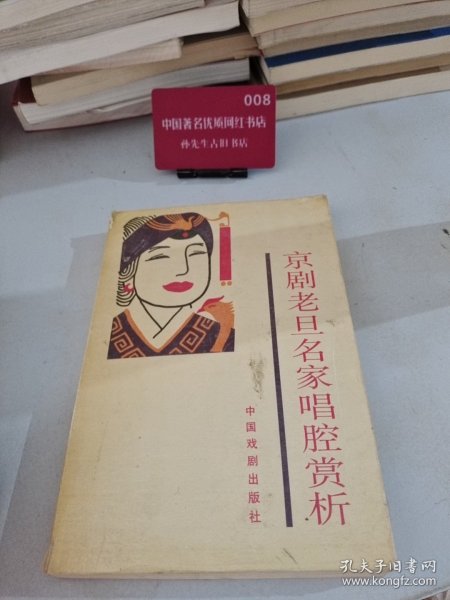 008
中国著名优质网红书店
孙先生古旧书店
京剧老旦名家唱腔赏析
中国戏剧出版社
孔夫子旧书网
www.kongfz.com